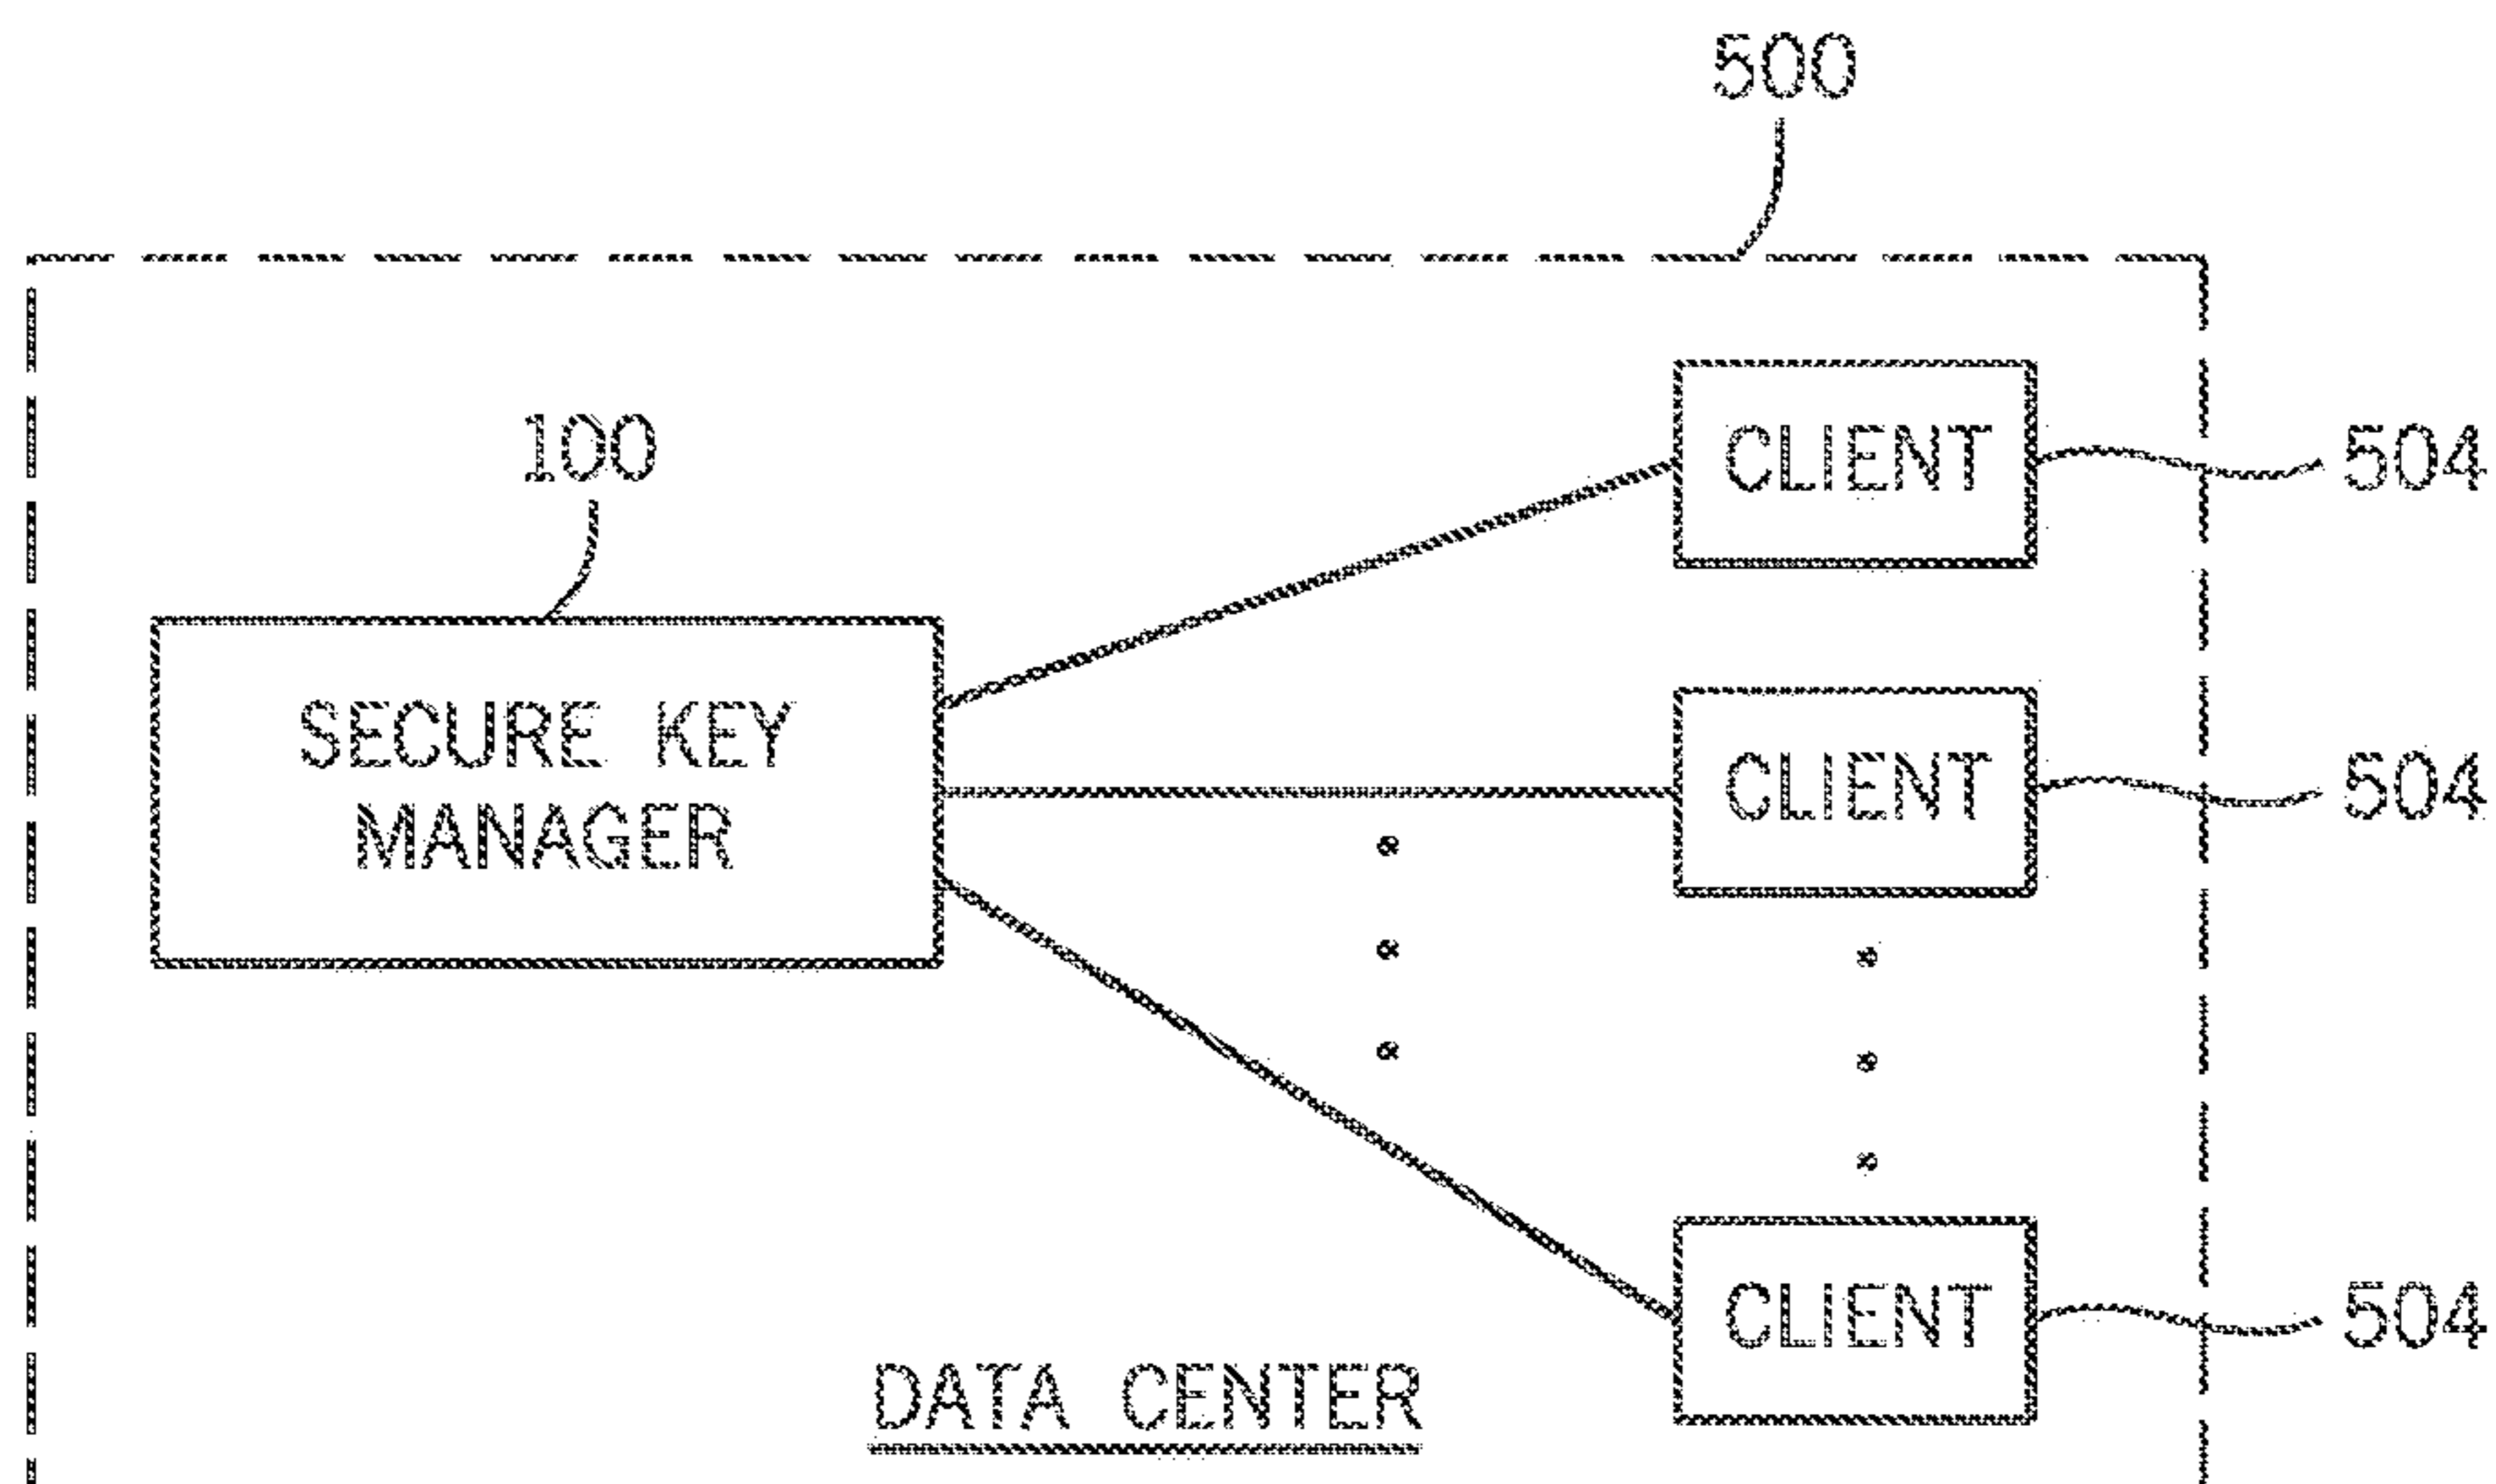 500
100
CLIENT
504
SECURE KEY
MANAGER
CLIENT
504
CLIENT
504
DATA CENTER